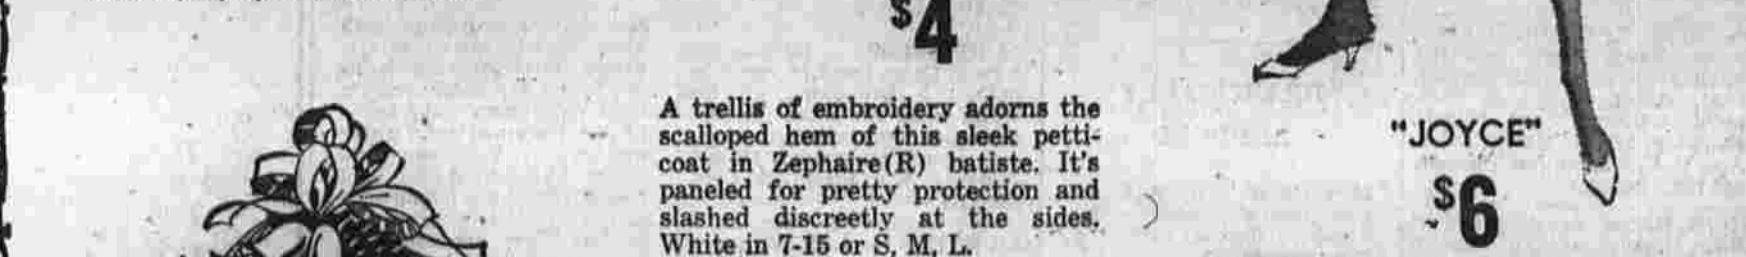 $4
A trellis of embroidery adorns the
scalloped hem of this sleek petti-
coat in Zephaire(R) batiste. It's
paneled for pretty protection and
slashed discreetly at the sides.
White in 7-15 or S, M, L.
"JOYCE"
$6